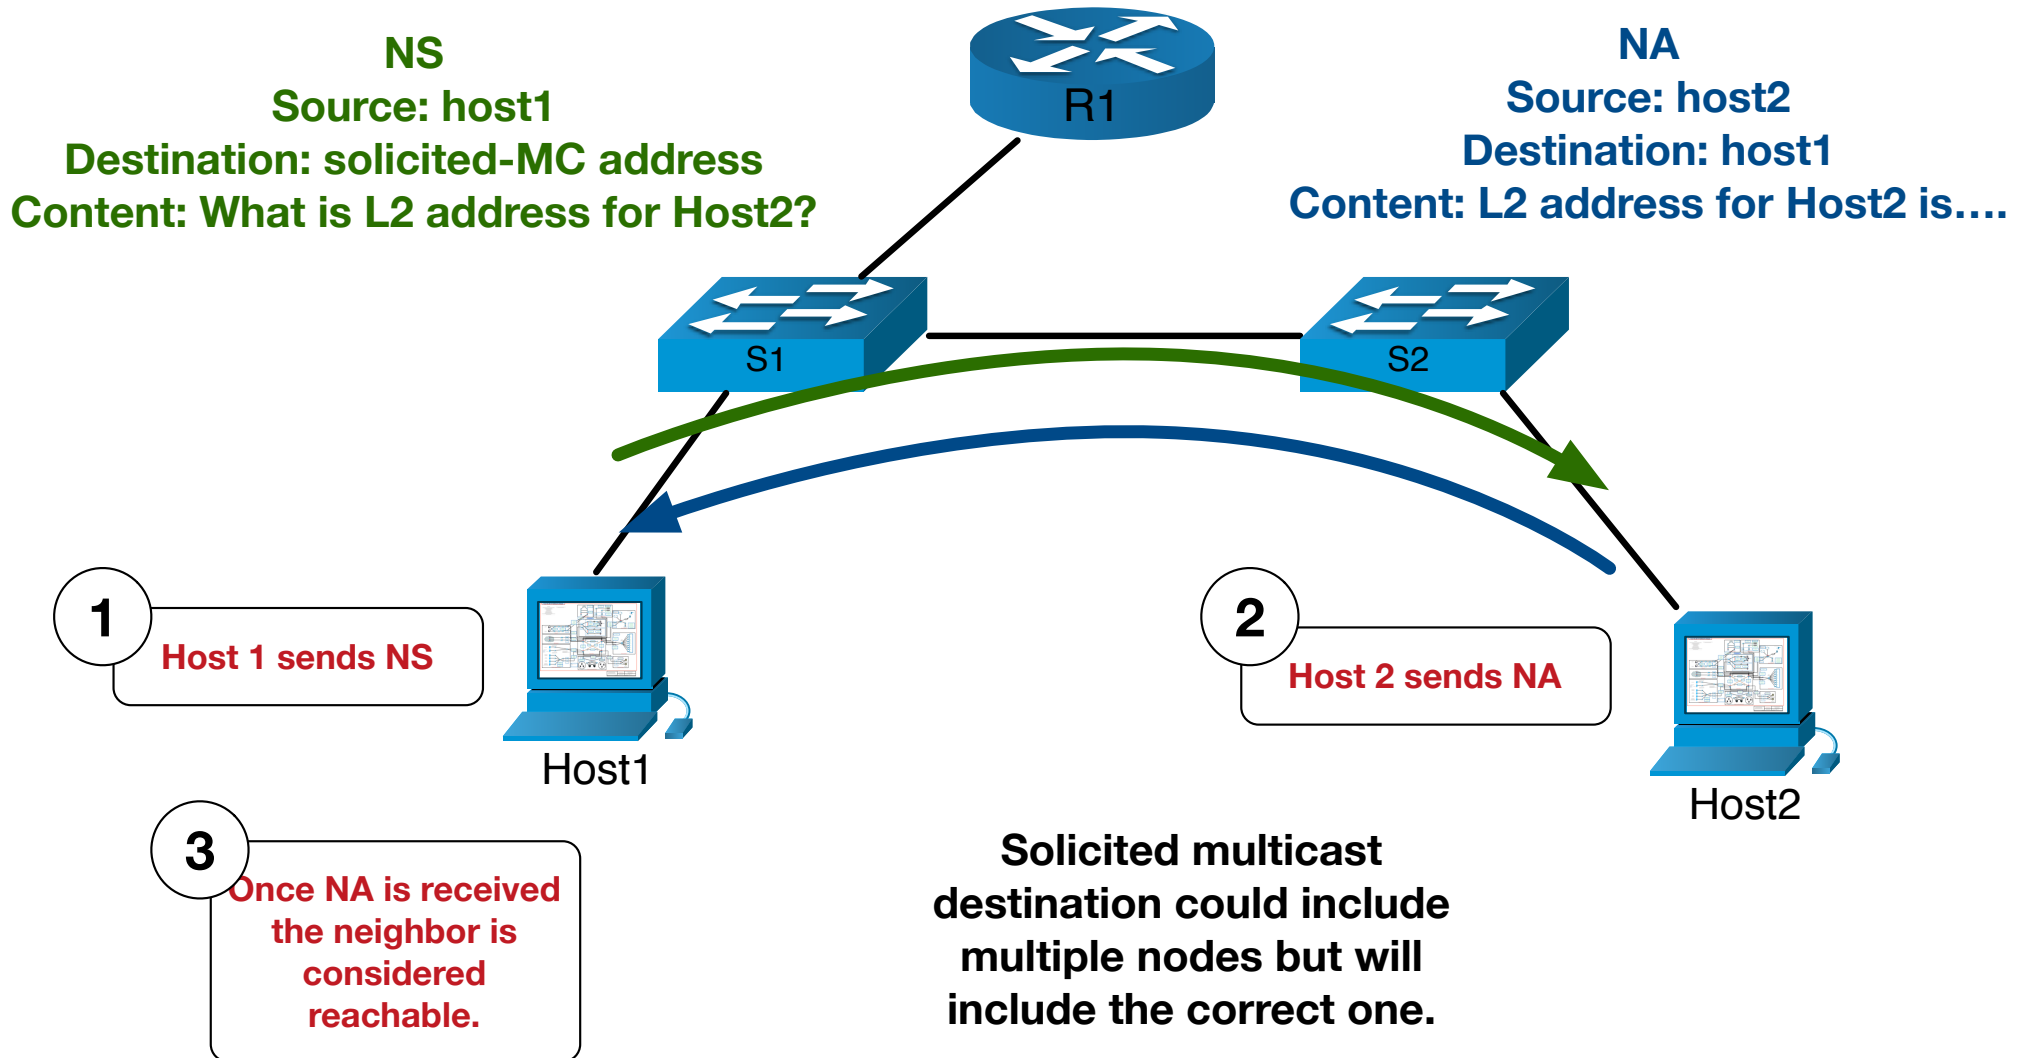 NS
Source: host1
Destination: solicited-MC address
Content: What is L2 address for Host2?
R1
NA
Source: host2
Destination: host1
Content: L2 address for Host2 is....
S1
S2
1
Host 1 sends NS
2
Host 2 sends NA
Host1
Host2
3
Once NA is received
the neighbor is
considered
reachable.
Solicited multicast
destination could include
multiple nodes but will
include the correct one.